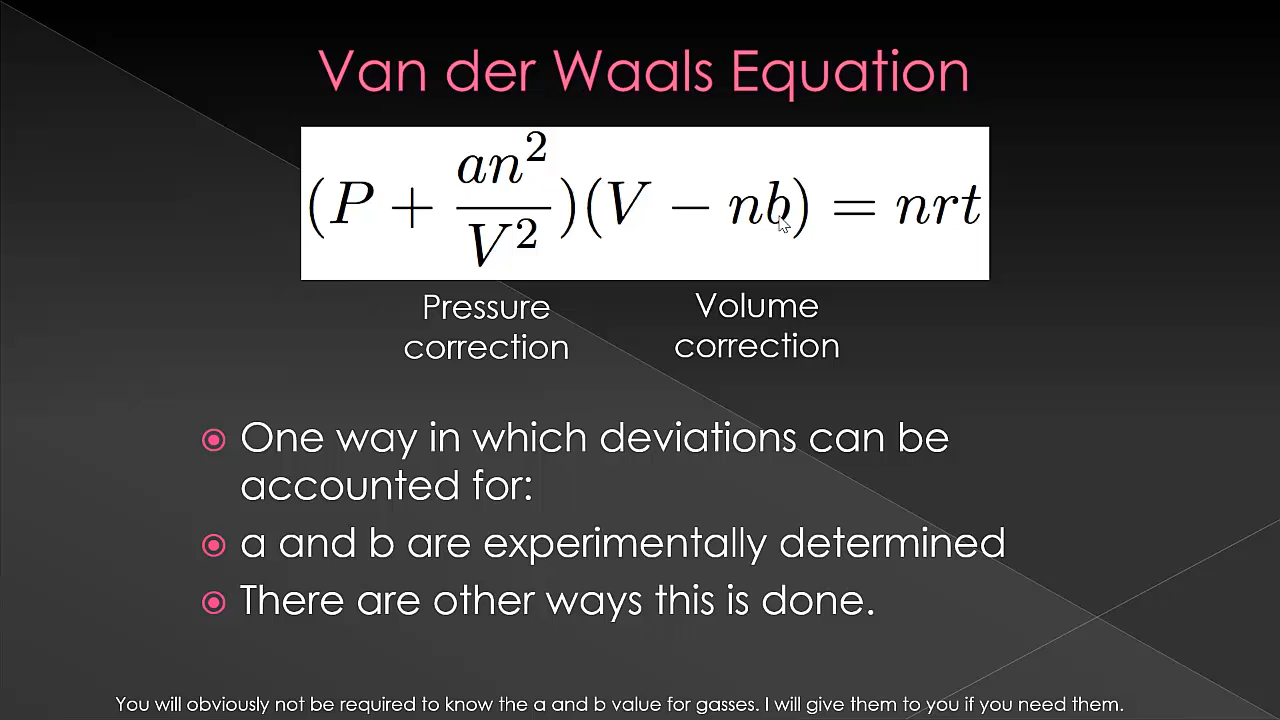 Van der Waals Equation
(P + an²/V²)(V − nb) = nrt
Pressure correction
Volume correction
One way in which deviations can be
accounted for:
a and b are experimentally determined
There are other ways this is done.
You will obviously not be required to know the a and b value for gasses. I will give them to you if you need them.